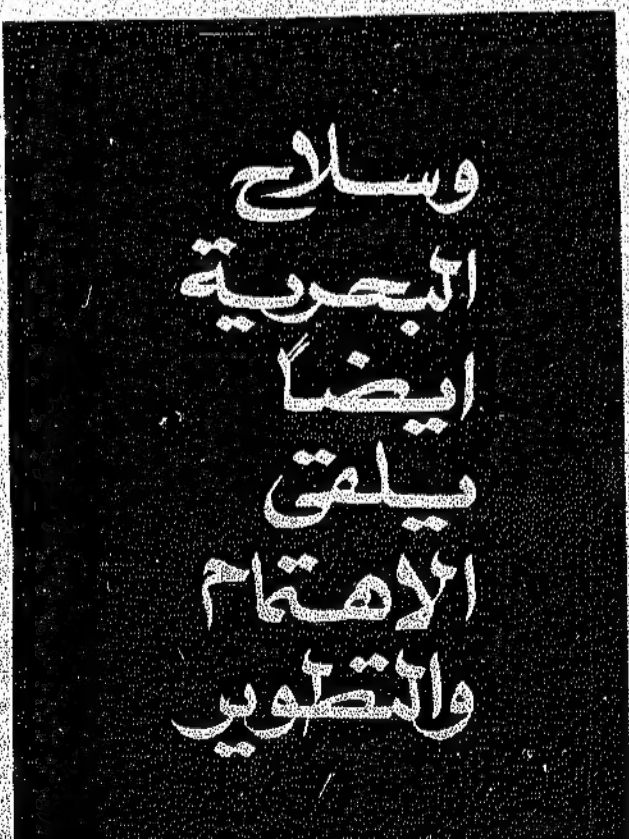 وسلاح
البحرية
ايضاً
يلقى
الاهتمام
والتطوير